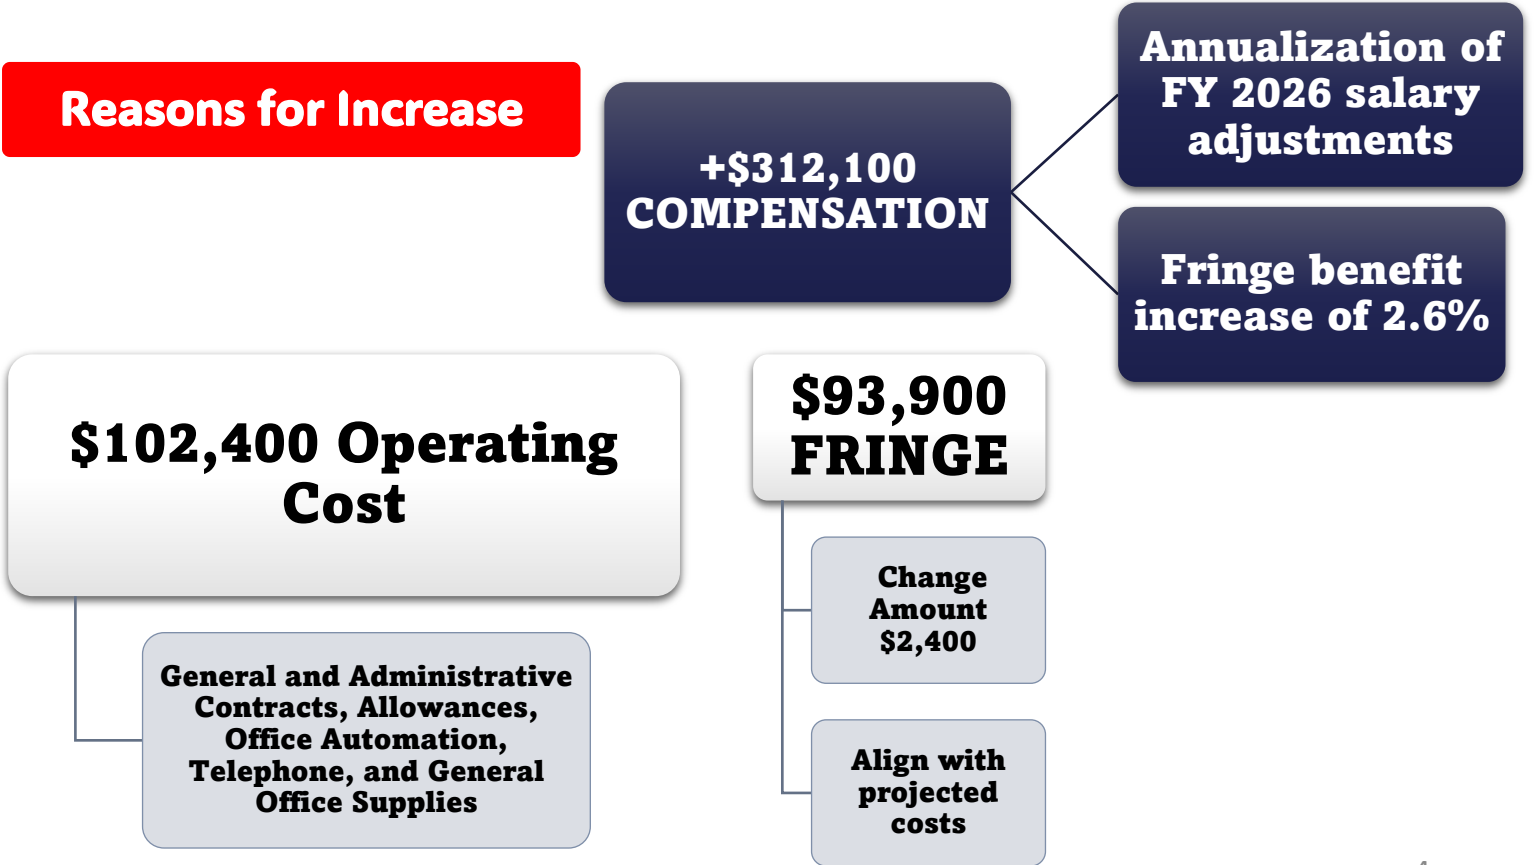 Reasons for Increase
+$312,100
COMPENSATION
Annualization of
FY 2026 salary
adjustments
Fringe benefit
increase of 2.6%
$102,400 Operating
Cost
General and Administrative
Contracts, Allowances,
Office Automation,
Telephone, and General
Office Supplies
$93,900
FRINGE
Change
Amount
$2,400
Align with
projected
costs